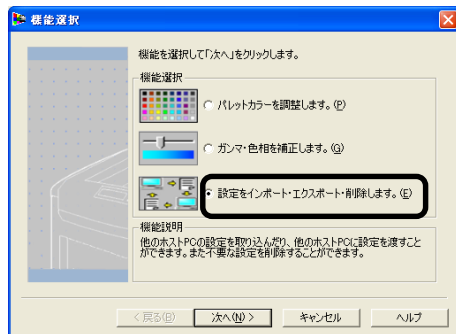 機能選択
機能を選択して「次へ」をクリックします。
機能選択
パレットカラーを調整します。(P)
ガンマ・色相を補正します。(G)
設定をインポート・エクスポート・削除します。(E)
機能説明
他のホストPCの設定を取り込んだり、他のホストPCに設定を渡すこと
ができます。また不要な設定を削除することができます。
< 戻る(B)
次へ(N) >
キャンセル
ヘルプ